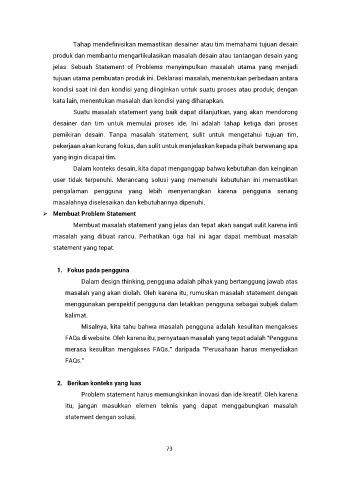 Tahap mendefinisikan memastikan desainer atau tim memahami tujuan desain
produk dan membantu mengartikulasikan masalah desain atau tantangan desain yang
jelas. Sebuah Statement of Problems menyimpulkan masalah utama yang menjadi
tujuan utama pembuatan produk ini. Deklarasi masalah, menentukan perbedaan antara
kondisi saat ini dan kondisi yang diinginkan untuk suatu proses atau produk; dengan
kata lain, menentukan masalah dan kondisi yang diharapkan.
Suatu masalah statement yang baik dapat dilanjutkan, yang akan mendorong
desainer dan tim untuk memulai proses ide. Ini adalah tahap ketiga dari proses
pemikiran desain. Tanpa masalah statement, sulit untuk mengetahui tujuan tim,
pekerjaan akan kurang fokus, dan sulit untuk menjelaskan kepada pihak berwenang apa
yang ingin dicapai tim.
Dalam konteks desain, kita dapat menganggap bahwa kebutuhan dan keinginan
user tidak terpenuhi. Merancang solusi yang memenuhi kebutuhan ini memastikan
pengalaman pengguna yang lebih menyenangkan karena pengguna senang
masalahnya diselesaikan dan kebutuhannya dipenuhi.
➢ Membuat Problem Statement
Membuat masalah statement yang jelas dan tepat akan sangat sulit karena inti
masalah yang dibuat rancu. Perhatikan tiga hal ini agar dapat membuat masalah
statement yang tepat.
1. Fokus pada pengguna
Dalam design thinking, pengguna adalah pihak yang bertanggung jawab atas
masalah yang akan diolah. Oleh karena itu, rumuskan masalah statement dengan
menggunakan perspektif pengguna dan letakkan pengguna sebagai subjek dalam
kalimat.
Misalnya, kita tahu bahwa masalah pengguna adalah kesulitan mengakses
FAQs di website. Oleh karena itu, pernyataan masalah yang tepat adalah "Pengguna
merasa kesulitan mengakses FAQs." daripada "Perusahaan harus menyediakan
FAQs."
2. Berikan konteks yang luas
Problem statement harus memungkinkan inovasi dan ide kreatif. Oleh karena
itu, jangan masukkan elemen teknis yang dapat menggabungkan masalah
statement dengan solusi.
73